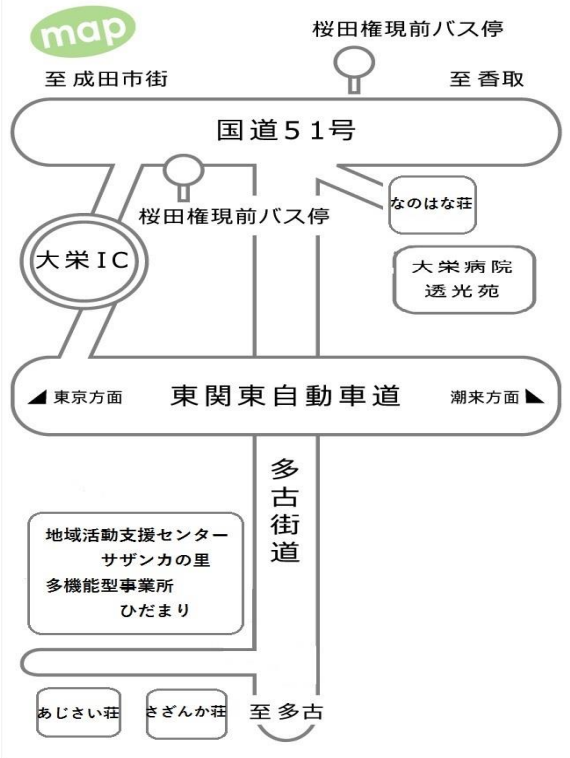 map
桜田権現前バス停
至成田市街
至香取
国道51号
なのはな荘
桜田権現前バス停
大栄IC
大栄病院
透光苑
東京方面
東関東自動車道
潮来方面
多古街道
地域活動支援センター
サザンカの里
多機能型事業所
ひだまり
あじさい荘
さざんか荘
至多古